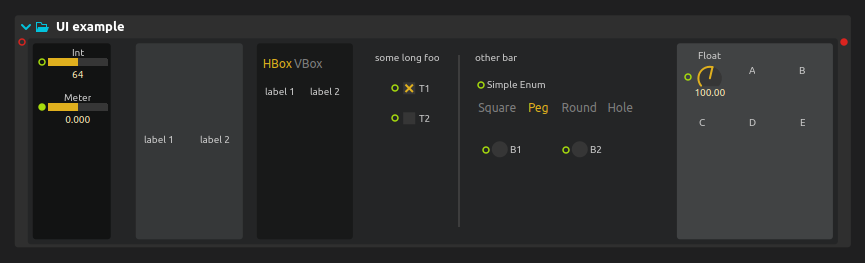 UI example
Int
64
Meter
0.000
label 1 label 2
HBox VBox
label 1 label 2
some long foo
T1
T2
other bar
Simple Enum
Square Peg Round Hole
B1 B2
Float
100.00
A B
C D E